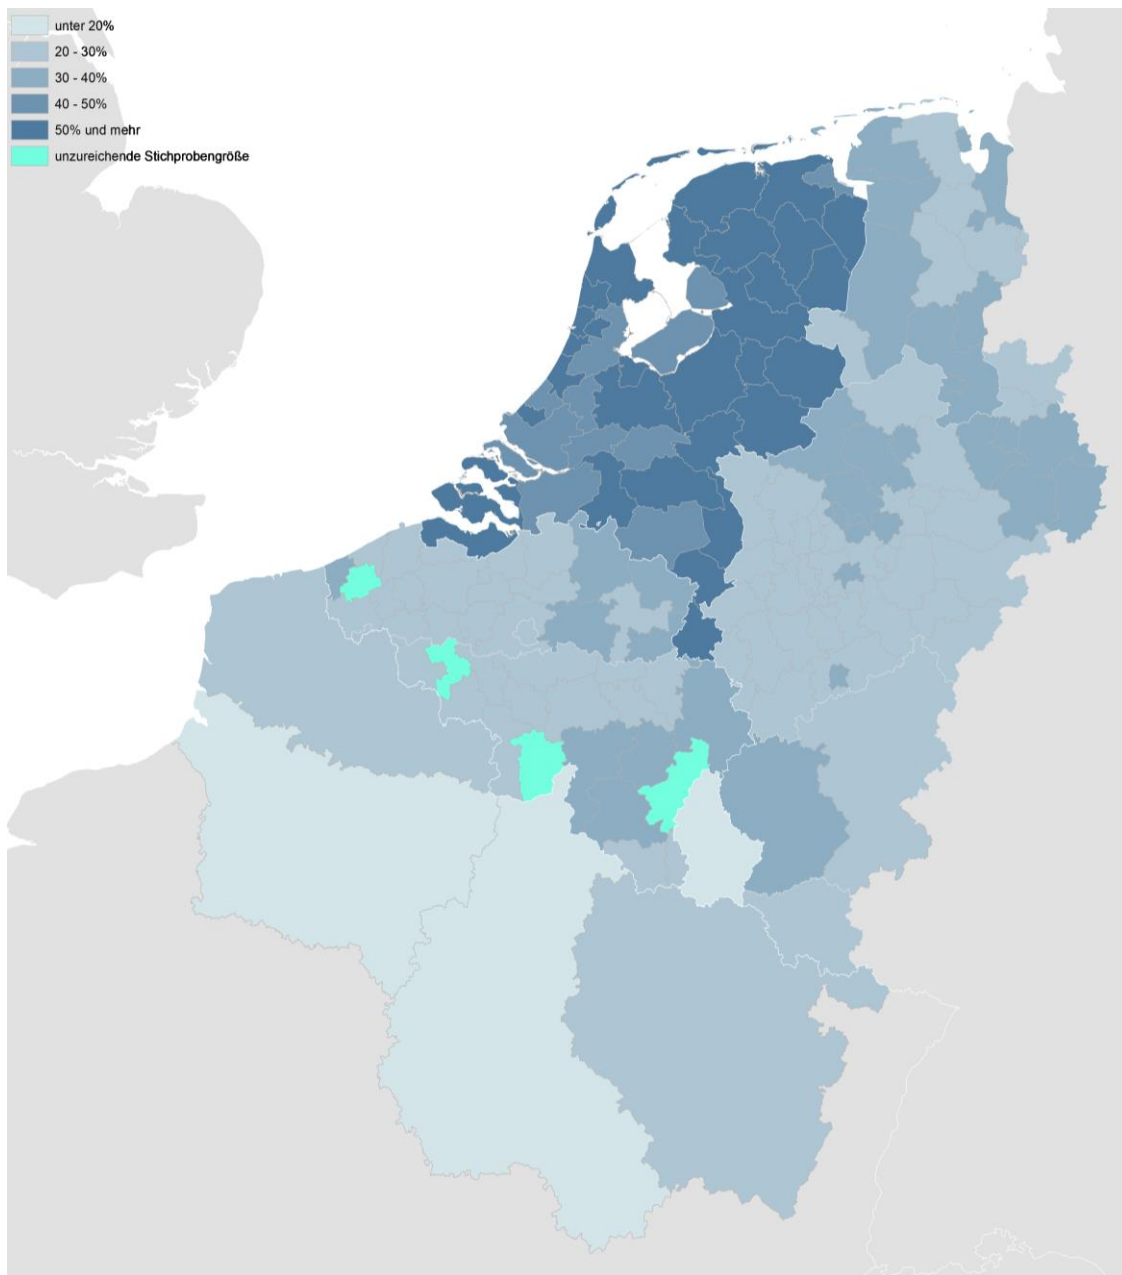 unter 20%
20 - 30%
30 - 40%
40 - 50%
50% und mehr
unzureichende Stichprobengröße